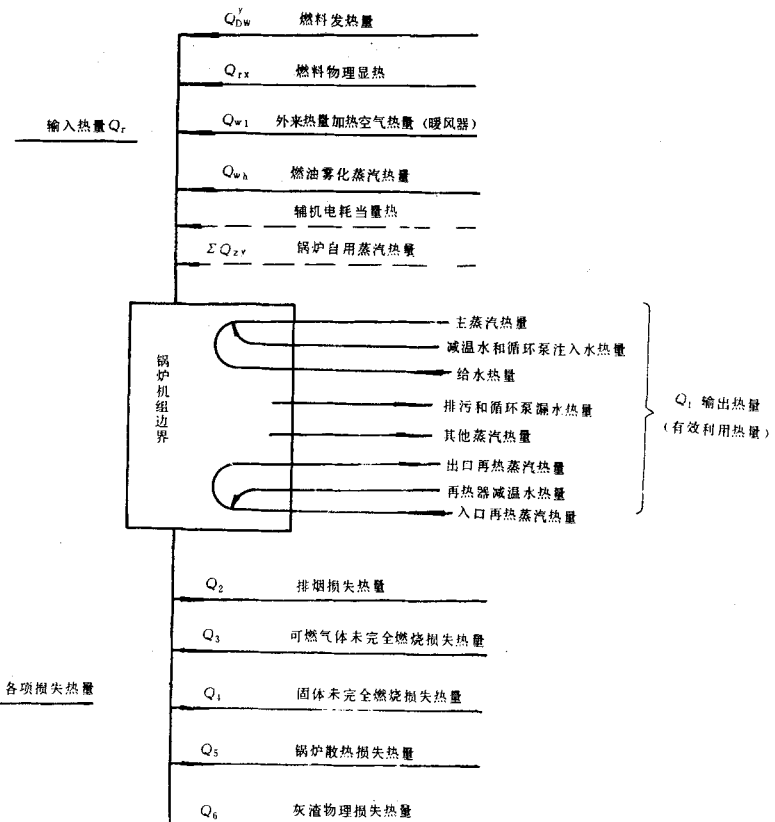 Q_DW^y 燃料发热量
Q_rx 燃料物理显热
输入热量Q_r
Q_wl 外来热量加热空气热量（暖风器）
Q_wh 燃油雾化蒸汽热量
辅机电耗当量热
ΣQ_zy 锅炉自用蒸汽热量
锅炉机组边界
主蒸汽热量
减温水和循环泵注入水热量
给水热量
排污和循环泵漏水热量
其他蒸汽热量
出口再热蒸汽热量
再热器减温水热量
入口再热蒸汽热量
Q_1 输出热量
（有效利用热量）
Q_2 排烟损失热量
Q_3 可燃气体未完全燃烧损失热量
各项损失热量
Q_4 固体未完全燃烧损失热量
Q_5 锅炉散热损失热量
Q_6 灰渣物理损失热量